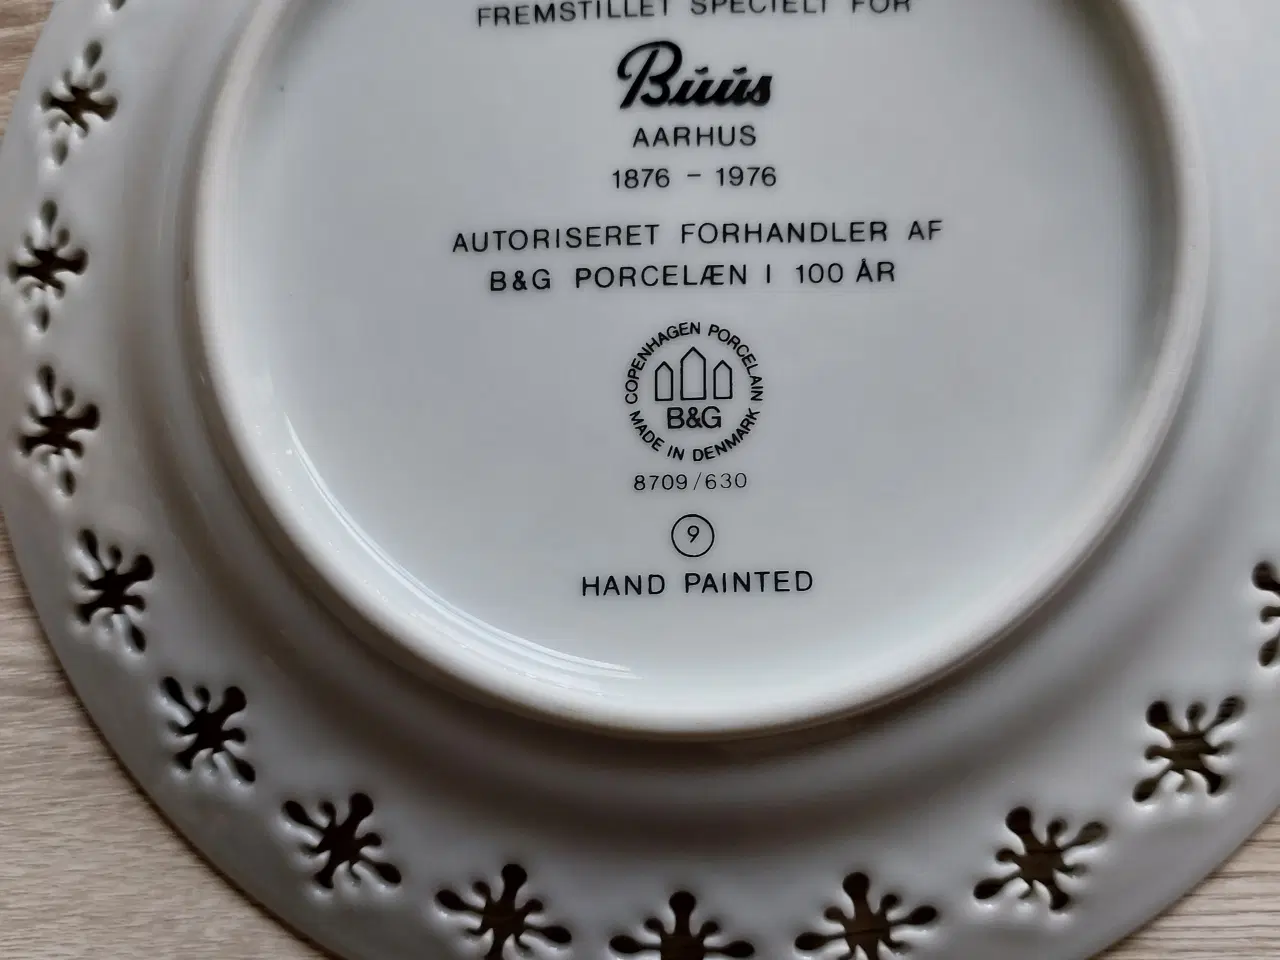 FREMSTILLET SPECIELT FOR
Buus
AARHUS
1876 - 1976
AUTORISERET FORHANDLER AF
B&G PORCELÆN I 100 ÅR
COPENHAGEN PORCELAIN
B&G
MADE IN DENMARK
8709/630
9
HAND PAINTED